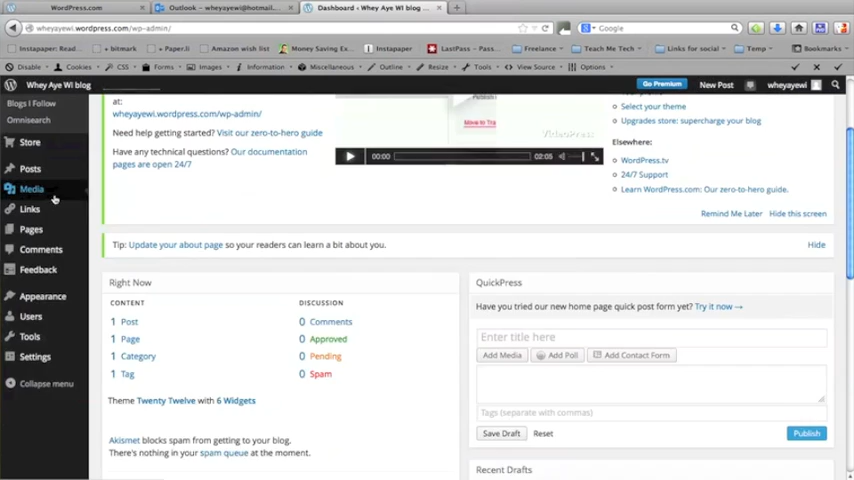 WordPress.com
Outlook – wheyayewi@hotmail....
Dashboard ‹ Whey Aye WI blog ...
wheyayewi.wordpress.com/wp-admin/
Google
Instapaper: Read...
+ bitmark
+ Paper.li
Amazon wish list
Money Saving Ex...
Instapaper
LastPass - Pass...
Freelance
Teach Me Tech
Links for social
Temp
Bookmarks
Disable
Cookies
CSS
Forms
Images
Information
Miscellaneous
Outline
Resize
Tools
View Source
Options
Whey Aye WI blog
Go Premium
New Post
wheyayewi
Blogs I Follow
Omnisearch
Store
Posts
Media
Links
Pages
Comments
Feedback
Appearance
Users
Tools
Settings
Collapse menu
at:
wheyayewi.wordpress.com/wp-admin/
Need help getting started? Visit our zero-to-hero guide
Have any technical questions? Our documentation
pages are open 24/7
Move to Tra
VideoPress
00:00
02:05
Select your theme
Upgrades store: supercharge your blog
Elsewhere:
WordPress.tv
24/7 Support
Learn WordPress.com: Our zero-to-hero guide.
Remind Me Later
Hide this screen
Tip: Update your about page so your readers can learn a bit about you.
Hide
Right Now
CONTENT
DISCUSSION
1 Post
0 Comments
1 Page
0 Approved
1 Category
0 Pending
1 Tag
0 Spam
Theme Twenty Twelve with 6 Widgets
Akismet blocks spam from getting to your blog.
There's nothing in your spam queue at the moment.
QuickPress
Have you tried our new home page quick post form yet? Try it now →
Enter title here
Add Media
Add Poll
Add Contact Form
Tags (separate with commas)
Save Draft
Reset
Publish
Recent Drafts